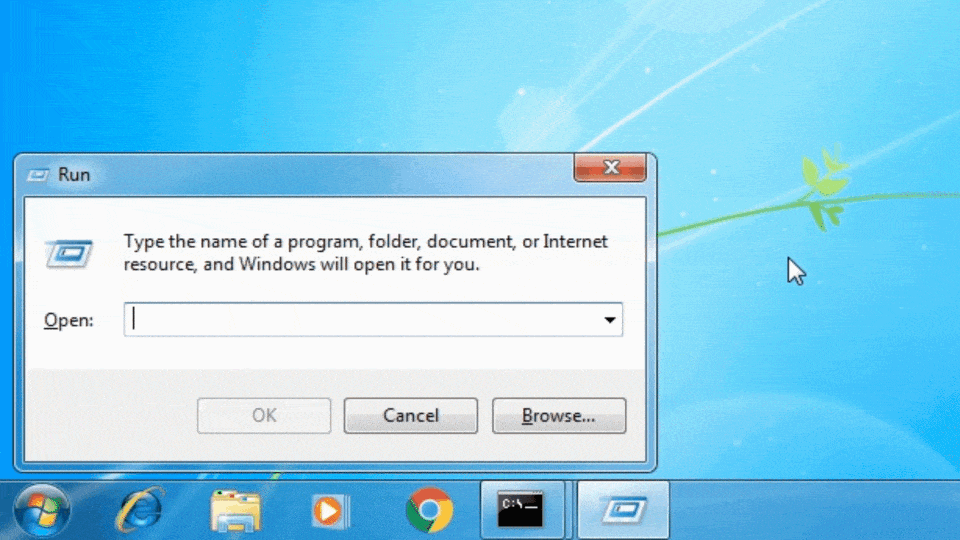 Run
Type the name of a program, folder, document, or Internet
resource, and Windows will open it for you.
Open:
OK
Cancel
Browse...
C:\